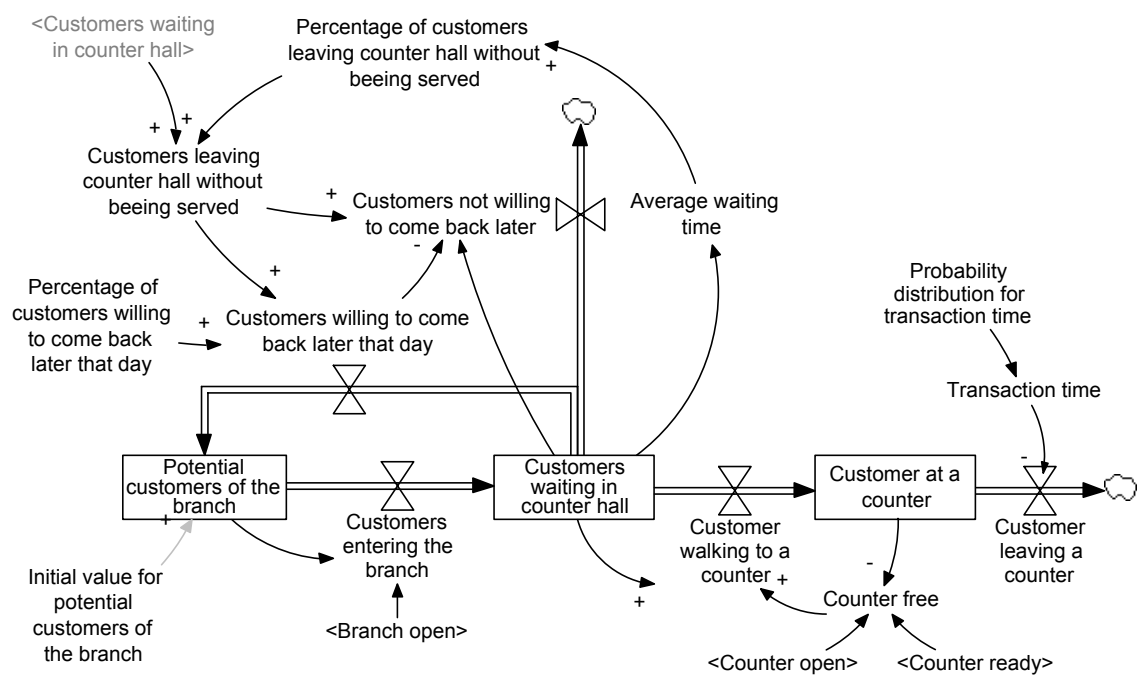 <Customers waiting
in counter hall>
Percentage of customers
leaving counter hall without
beeing served
+
+
+
Customers leaving
counter hall without
beeing served
+
Customers not willing
to come back later
-
Average waiting
time
+
Percentage of
customers willing
to come back
later that day
+
Customers willing to come
back later that day
Probability
distribution for
transaction time
Transaction time
-
Potential
customers of the
branch
+
Customers
waiting in
counter hall
Customer at a
counter
Customers
entering the
branch
Customer
walking to a
counter
+
Customer
leaving a
counter
-
+
Counter free
Initial value for
potential
customers of
the branch
<Branch open>
<Counter open>
<Counter ready>